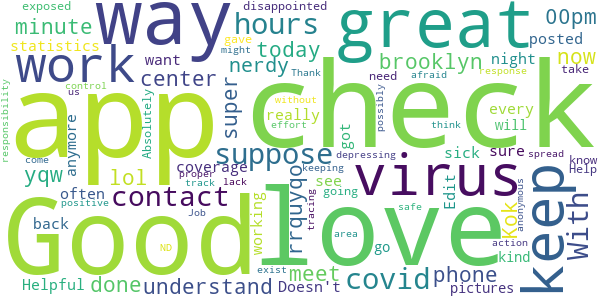 exposed
disappointed
way
great
00pm
minute
hours
gave
posted
statistics
might
today
brooklyn
now
work
center
nerdy
Thank
night
want
need
afraid
response
take
app
check
control
us
super
without
possibly
every
responsibility
anymore
Absolutely
really
effort
think
will
suppose
got
sick
sure
depressing
spread
come
coverage
keeping
know
yqw
proper
virus
Help
lol
track
lack
see
going
Edit
anonymous
keep
often
contact
rrquyqo
tracing
safe
Kok
With
positive
Job
working
action
back
Good
love
area
go
kind
ND
meet
exist
covid
phone
Helpful
done
understand
Doesn't
pictures